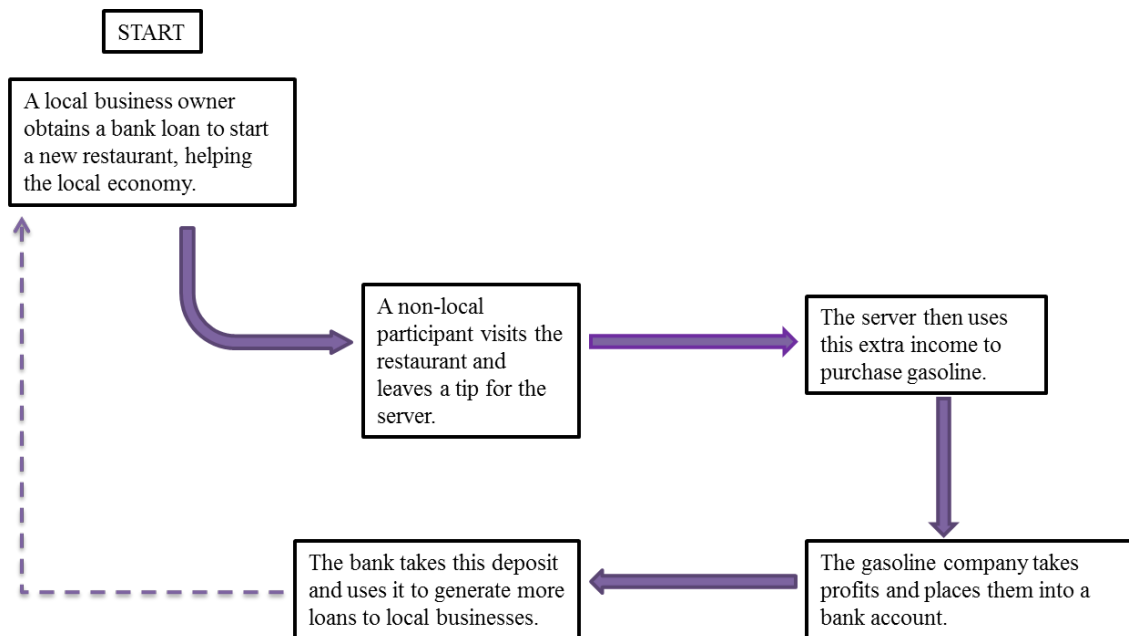 START
A local business owner
obtains a bank loan to start
a new restaurant, helping
the local economy.
A non-local
participant visits the
restaurant and
leaves a tip for the
server.
The server then uses
this extra income to
purchase gasoline.
The gasoline company takes
profits and places them into a
bank account.
The bank takes this deposit
and uses it to generate more
loans to local businesses.